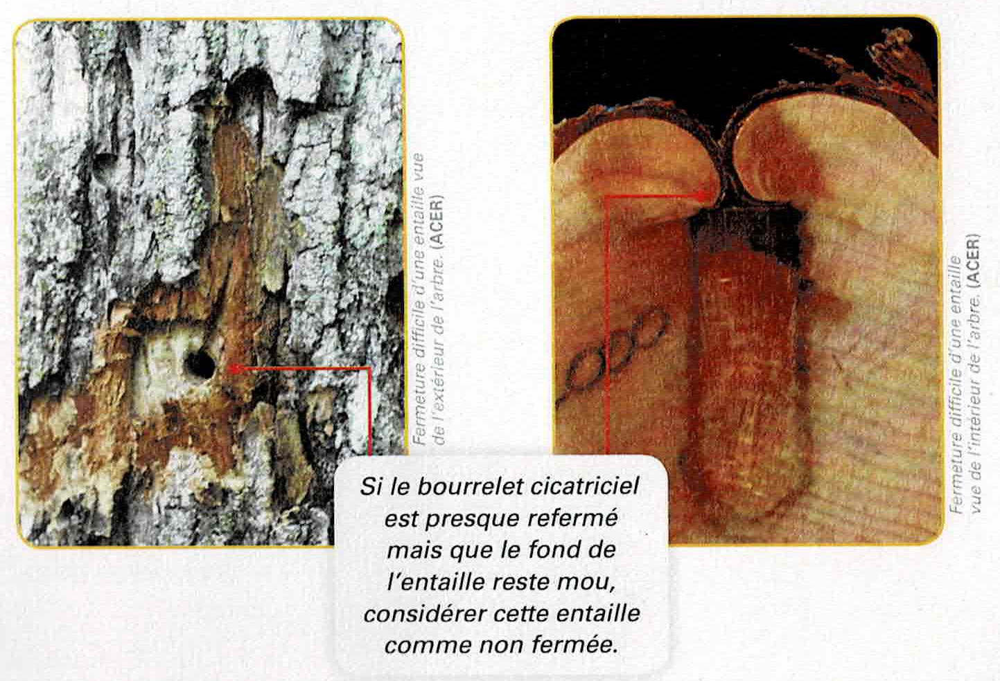 Fermeture difficile d'une entaille vue
de l'extérieur de l'arbre. (ACER)
Fermeture difficile d'une entaille
vue de l'intérieur de l'arbre. (ACER)
Si le bourrelet cicatriciel
est presque refermé
mais que le fond de
l'entaille reste mou,
considérer cette entaille
comme non fermée.